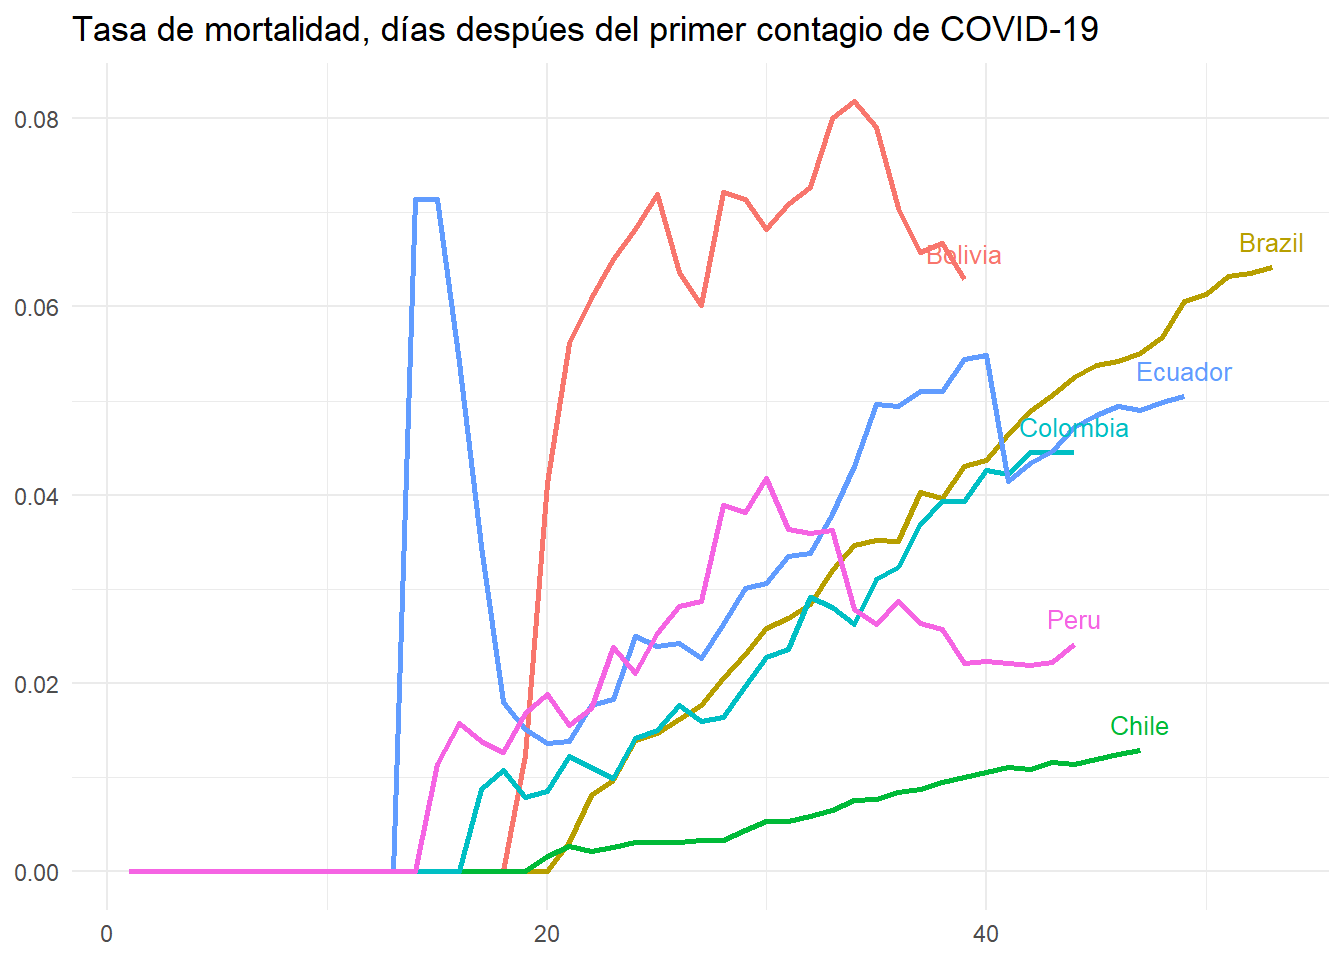 Tasa de mortalidad, días despúes del primer contagio de COVID-19
0.08
0.06
0.04
0.02
0.00
Bolivia
Brazil
Ecuador
Colombia
Peru
Chile
0
20
40